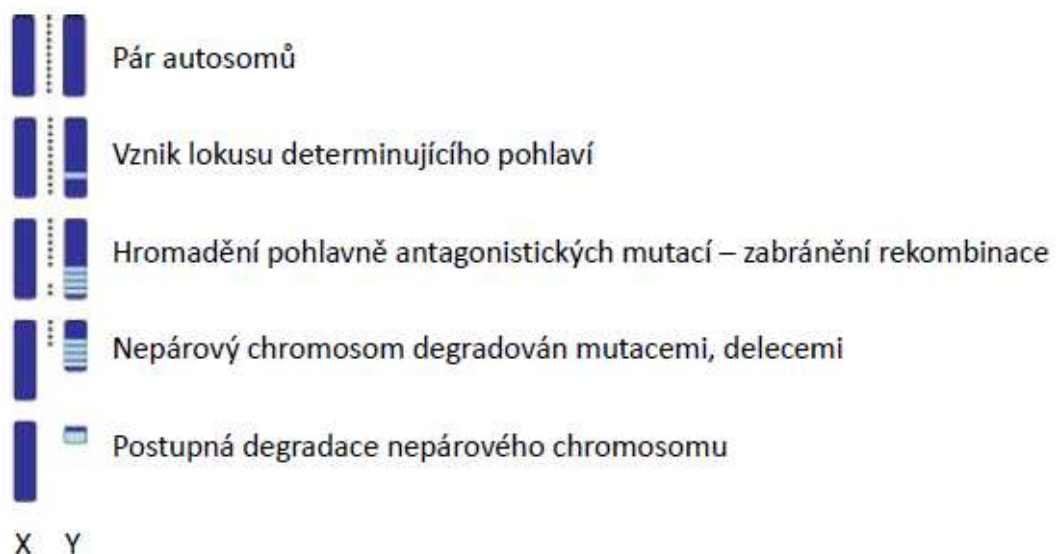 Pár autosomů
Vznik lokusu determinujícího pohlaví
Hromadění pohlavně antagonistických mutací – zabránění rekombinace
Nepárový chromosom degradován mutacemi, delecemi
Postupná degradace nepárového chromosomu
X Y